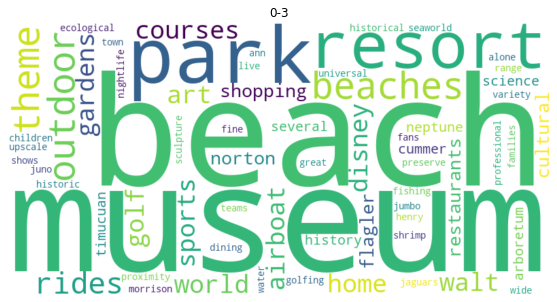 0-3
ecological
historical seaworld
courses
park
resort
theme
outdoor
gardens
town
nightlife
ann
live
universal
alone
range
science
variety
beaches
art
shopping
beach
cultural
children
upscale
shows
juno
historic
sculpture
fine
several
great
norton
disney
neptune
fans
cummer
preserve
professional
families
museum
timucuan
golf
sports
teams
dining
airboat
history
flagler
fishing
jumbo
henry
shrimp
restaurants
arboretum
rides
proximity
morrison
world
water
golfing
home
jaguars
walt
wide